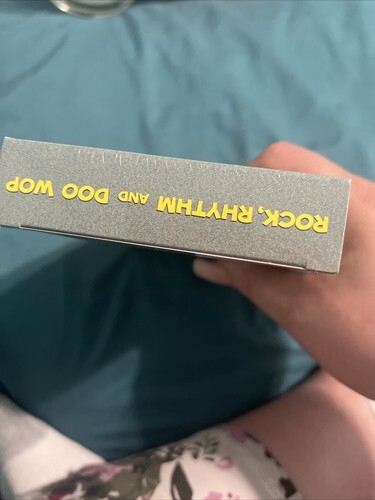 ROCK, RHYTHM AND DOO WOP